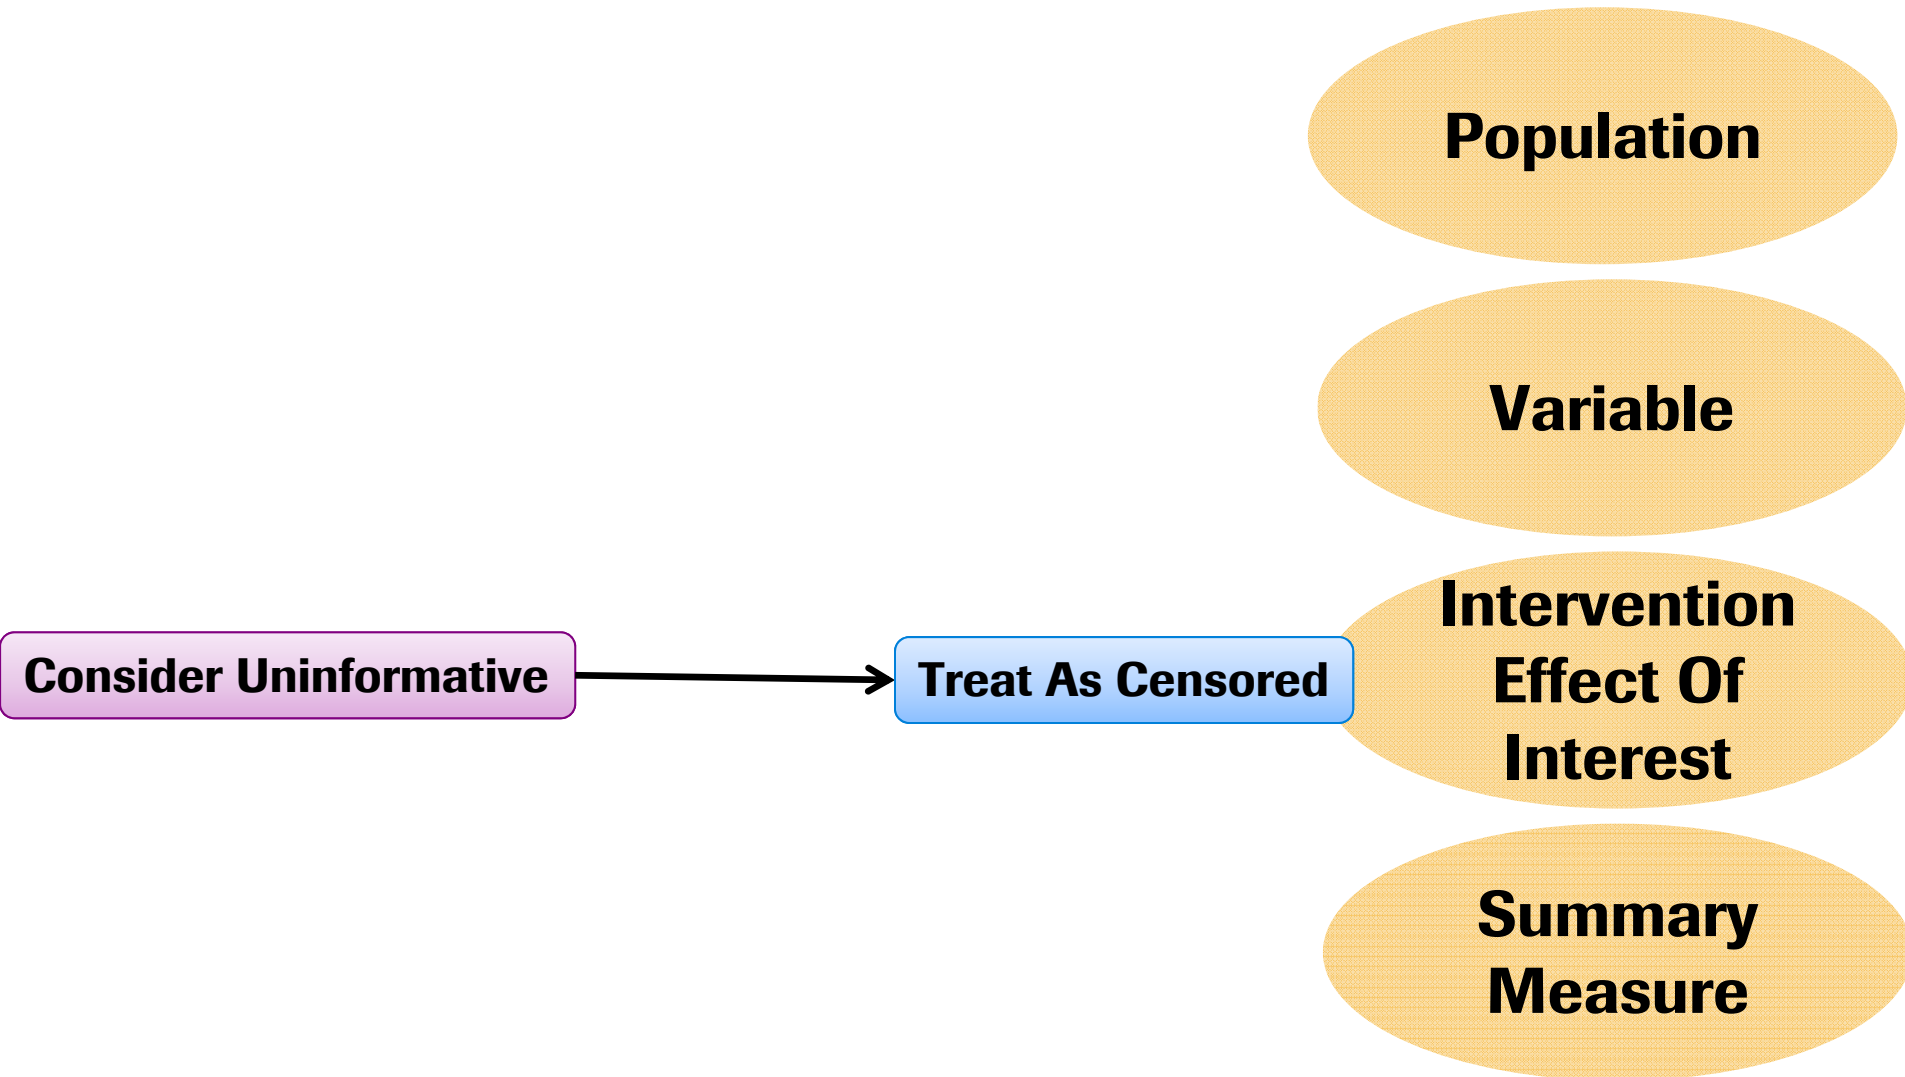 Population
Variable
Intervention
Effect Of
Interest
Consider Uninformative
Treat As Censored
Summary
Measure